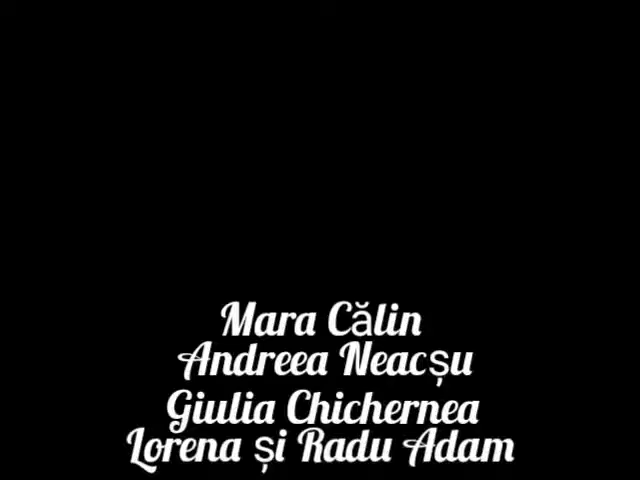 Mara Călin
Andreea Neacșu
Giulia Chichernea
Lorena și Radu Adam